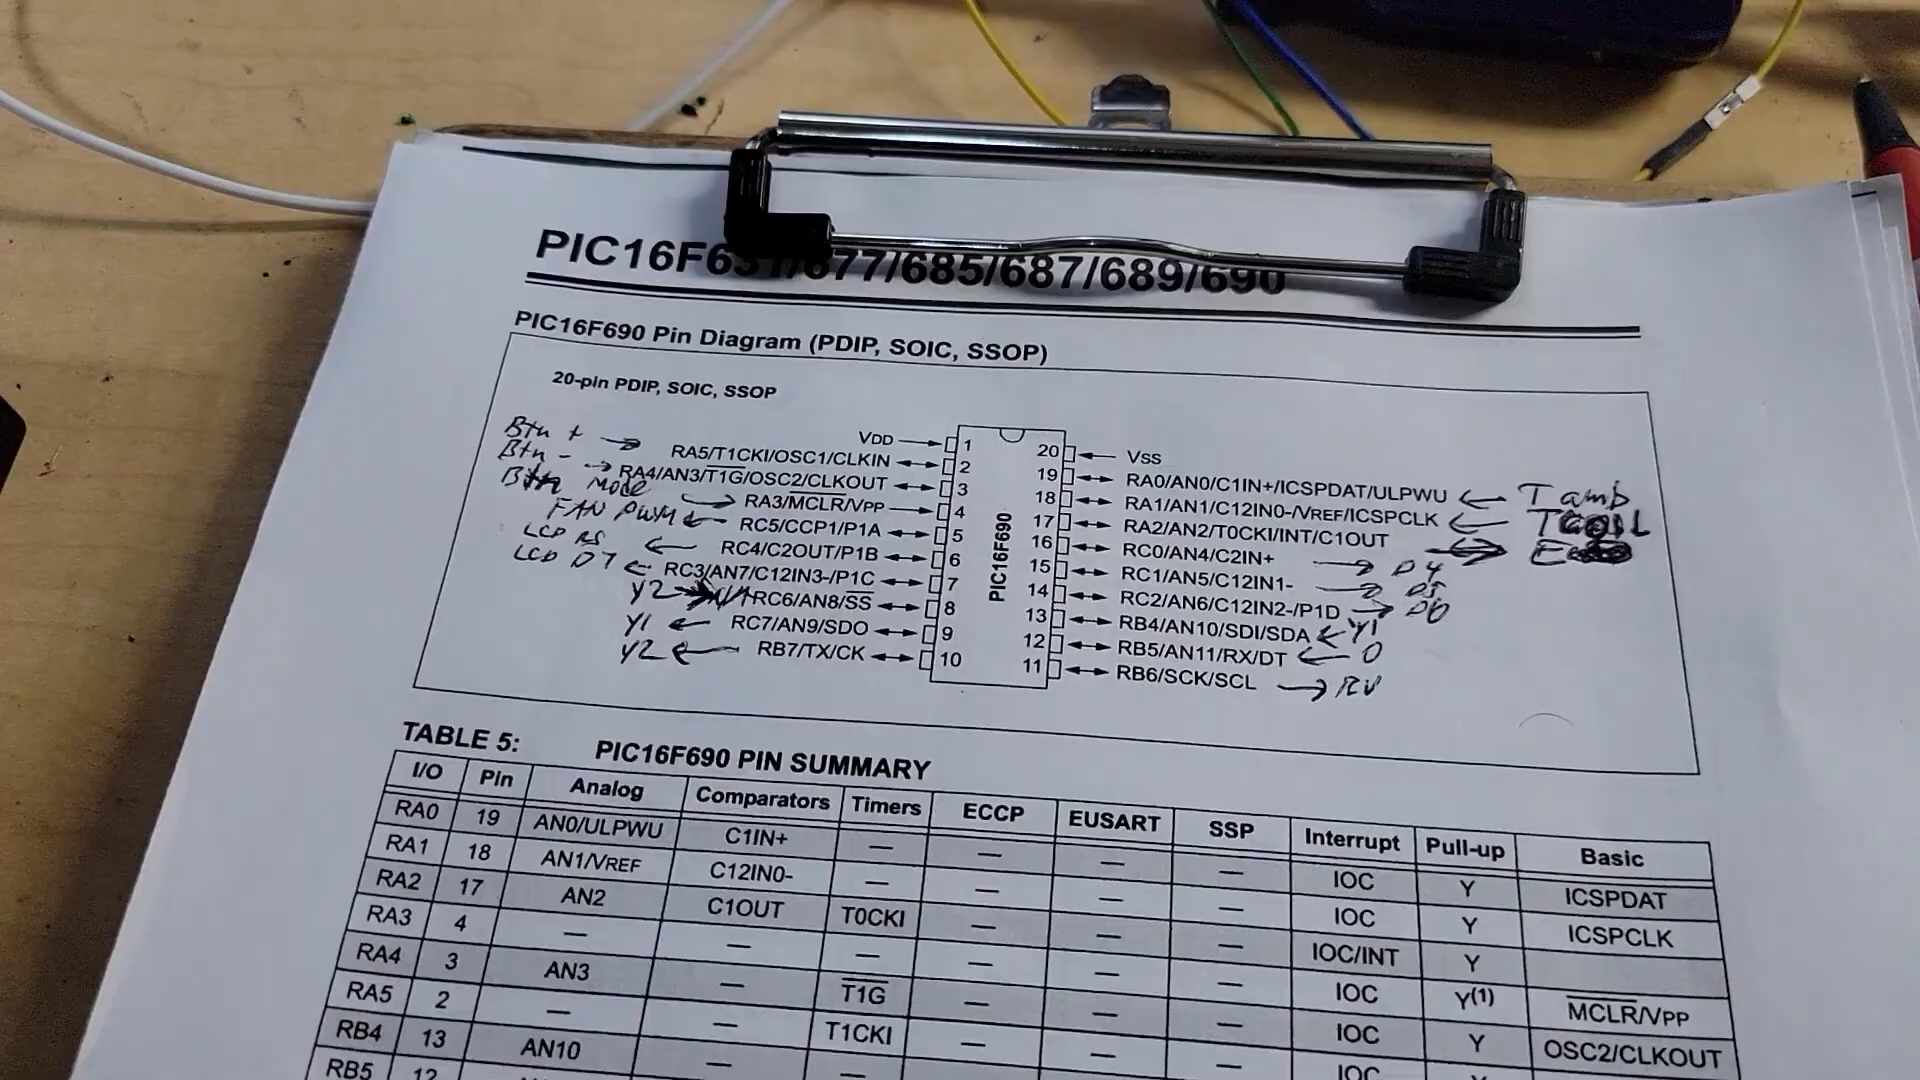 PIC16F631/677/685/687/689/690
PIC16F690 Pin Diagram (PDIP, SOIC, SSOP)
20-pin PDIP, SOIC, SSOP
VDD 1
Btn + RA5/T1CKI/OSC1/CLKIN 2
Btn - RA4/AN3/T1G/OSC2/CLKOUT 3
Btn Mode RA3/MCLR/VPP 4
FAN PWM RC5/CCP1/P1A 5
LCD RS RC4/C2OUT/P1B 6
LCD D7 RC3/AN7/C12IN3-/P1C 7
Y2 RC6/AN8/SS 8
Y1 RC7/AN9/SDO 9
Y2 RB7/TX/CK 10
PIC16F690
20 VSS
19 RA0/AN0/C1IN+/ICSPDAT/ULPWU Tamb
18 RA1/AN1/C12IN0-/VREF/ICSPCLK
17 RA2/AN2/T0CKI/INT/C1OUT
16 RC0/AN4/C2IN+ D4
15 RC1/AN5/C12IN1- D5
14 RC2/AN6/C12IN2-/P1D
13 RB4/AN10/SDI/SDA Y1
12 RB5/AN11/RX/DT
11 RB6/SCK/SCL
TABLE 5: PIC16F690 PIN SUMMARY
I/O Pin Analog Comparators Timers ECCP EUSART SSP Interrupt Pull-up Basic
RA0 19 AN0/ULPWU C1IN+ — — — — IOC Y ICSPDAT
RA1 18 AN1/VREF C12IN0- — — — — IOC Y ICSPCLK
RA2 17 AN2 C1OUT T0CKI — — — IOC/INT Y
RA3 4 — — — — — — IOC Y(1) MCLR/VPP
RA4 3 AN3 — T1G — — — IOC Y OSC2/CLKOUT
RA5 2 — — T1CKI — — — IOC
RB4 13 AN10 —
RB5 12